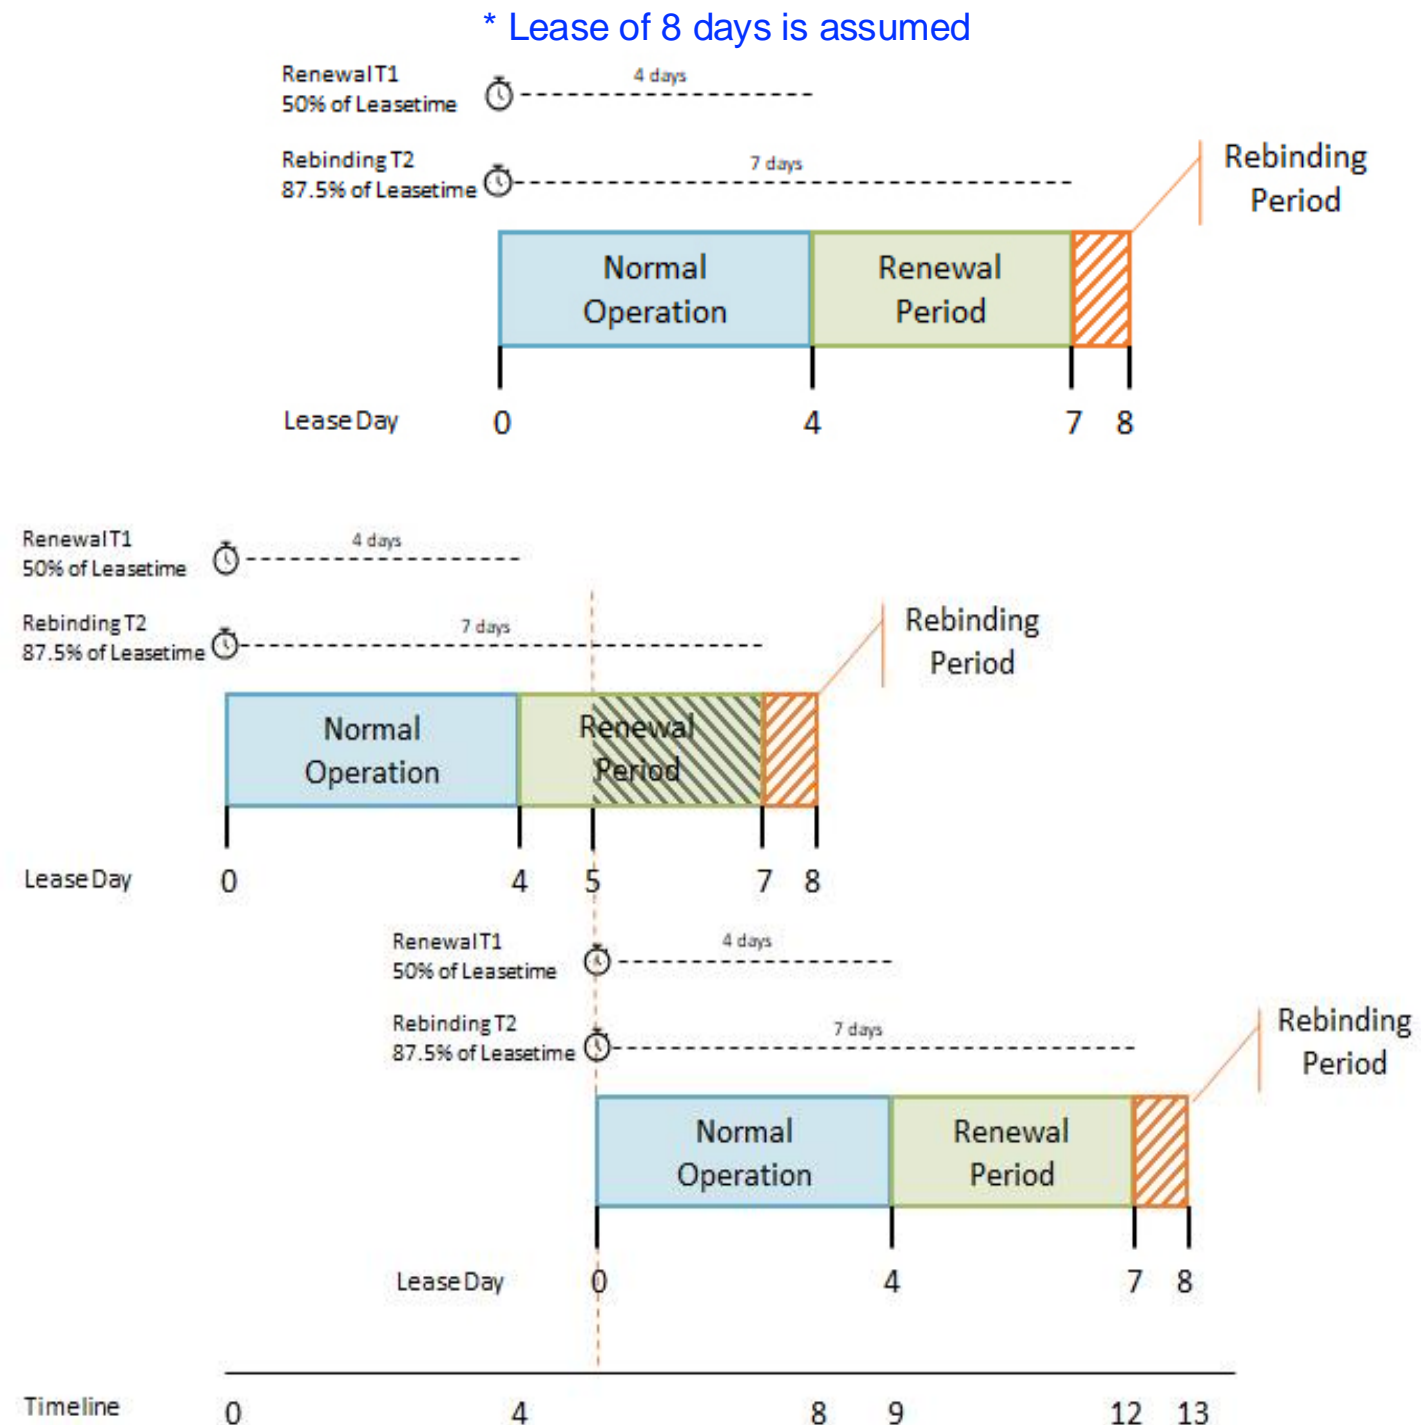 * Lease of 8 days is assumed
Renewal T1
50% of Leasetime
4 days
Rebinding T2
87.5% of Leasetime
7 days
Rebinding
Period
Normal
Operation
Renewal
Period
Lease Day
0
4
7
8
Renewal T1
50% of Leasetime
4 days
Rebinding T2
87.5% of Leasetime
7 days
Rebinding
Period
Normal
Operation
Renewal
Period
Lease Day
0
4
5
7
8
Renewal T1
50% of Leasetime
4 days
Rebinding T2
87.5% of Leasetime
7 days
Rebinding
Period
Normal
Operation
Renewal
Period
Lease Day
0
4
7
8
Timeline
0
4
8
9
12
13